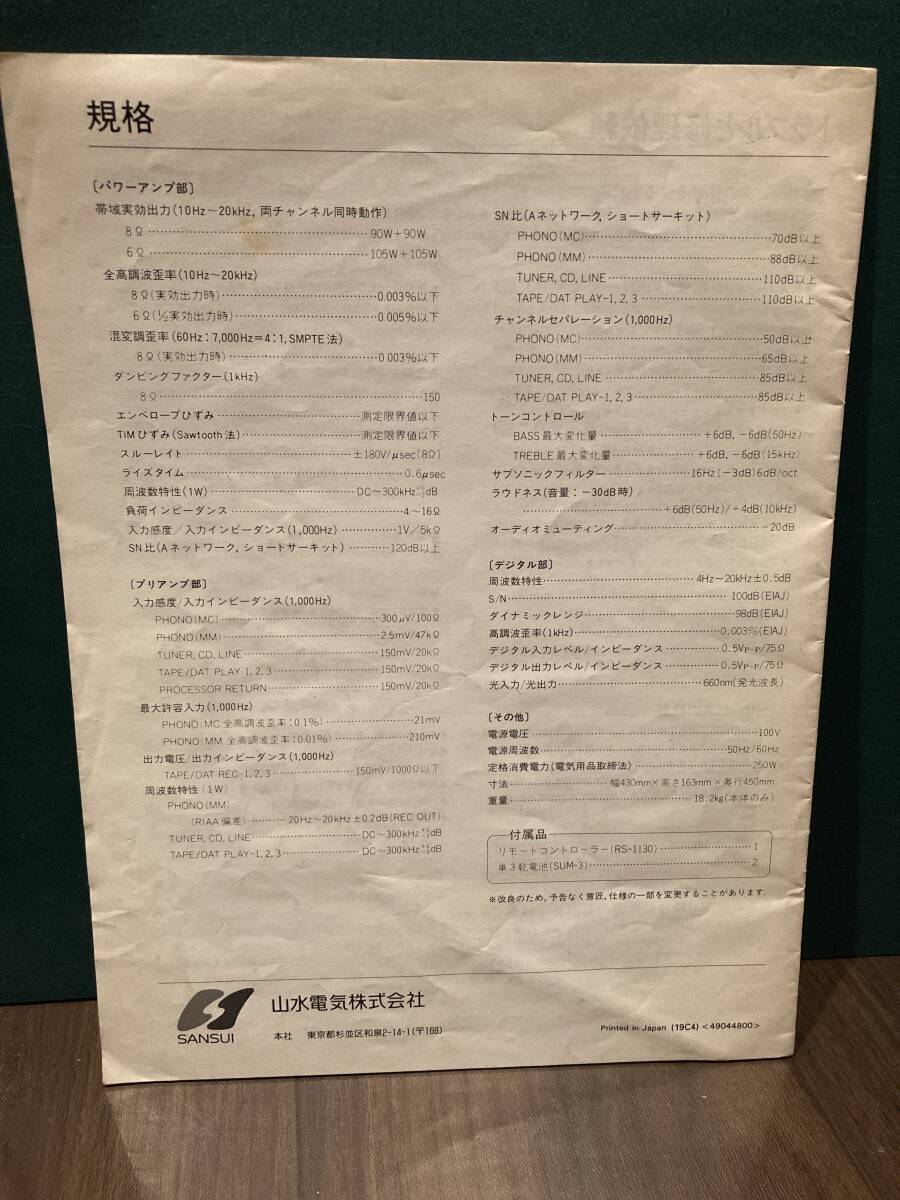 規格
〔パワーアンプ部〕
帯域実効出力(10Hz〜20kHz, 両チャンネル同時動作)
8Ω……90W+90W
6Ω……105W+105W
全高調波歪率(10Hz〜20kHz)
8Ω(実効出力時)……0.003%以下
6Ω(½実効出力時)……0.005%以下
混変調歪率(60Hz:7,000Hz=4:1, SMPTE法)
8Ω(実効出力時)……0.003%以下
ダンピングファクター(1kHz)
8Ω……150
エンベロープひずみ……測定限界値以下
TIMひずみ(Sawtooth法)……測定限界値以下
スルーレイト……±180V/μsec(8Ω)
ライズタイム……0.6μsec
周波数特性(1W)……DC〜300kHz dB
負荷インピーダンス……4〜16Ω
入力感度/入力インピーダンス(1,000Hz)……1V/5kΩ
SN比(Aネットワーク, ショートサーキット)……120dB以上
〔プリアンプ部〕
入力感度/入力インピーダンス(1,000Hz)
PHONO(MC)……300μV/100Ω
PHONO(MM)……2.5mV/47kΩ
TUNER, CD, LINE……150mV/20kΩ
TAPE/DAT PLAY 1, 2, 3……150mV/20kΩ
PROCESSOR RETURN……150mV/20kΩ
最大許容入力(1,000Hz)
PHONO(MC 全高調波歪率:0.1%)……21mV
PHONO(MM 全高調波歪率:0.01%)……210mV
出力電圧/出力インピーダンス(1,000Hz)
TAPE/DAT REC-1, 2, 3……150mV/1000Ω以下
周波数特性(1W)
PHONO(MM)
(RIAA偏差)……20Hz〜20kHz±0.2dB(REC OUT)
TUNER, CD, LINE……DC〜300kHz dB
TAPE/DAT PLAY-1, 2, 3……DC〜300kHz dB
SN比(Aネットワーク, ショートサーキット)
PHONO(MC)……70dB以上
PHONO(MM)……88dB以上
TUNER, CD, LINE……110dB以上
TAPE/DAT PLAY-1, 2, 3……110dB以上
チャンネルセパレーション(1,000Hz)
PHONO(MC)……50dB以上
PHONO(MM)……65dB以上
TUNER, CD, LINE……85dB以上
TAPE/DAT PLAY-1, 2, 3……85dB以上
トーンコントロール
BASS最大変化量……+6dB, −6dB(50Hz)
TREBLE最大変化量……+6dB, −6dB(15kHz)
サブソニックフィルター……16Hz(−3dB)6dB/oct
ラウドネス(音量:−30dB時)
……+6dB(50Hz)/+4dB(10kHz)
オーディオミューティング……−20dB
〔デジタル部〕
周波数特性……4Hz〜20kHz±0.5dB
S/N……100dB(EIAJ)
ダイナミックレンジ……98dB(EIAJ)
高調波歪率(1kHz)……0.003%(EIAJ)
デジタル入力レベル/インピーダンス……0.5Vp-p/75Ω
デジタル出力レベル/インピーダンス……0.5Vp-p/75Ω
光入力/光出力……660nm(発光波長)
〔その他〕
電源電圧……100V
電源周波数……50Hz/60Hz
定格消費電力(電気用品取締法)……250W
寸法……幅430mm×高さ163mm×奥行450mm
重量……18.2kg(本体のみ)
付属品
リモートコントローラー(RS-1130)……1
単3乾電池(SUM-3)……2
※改良のため, 予告なく意匠, 仕様の一部を変更することがあります.
SANSUI
山水電気株式会社
本社 東京都杉並区和泉2-14-1(〒168)
Printed in Japan (19C4) <49044800>